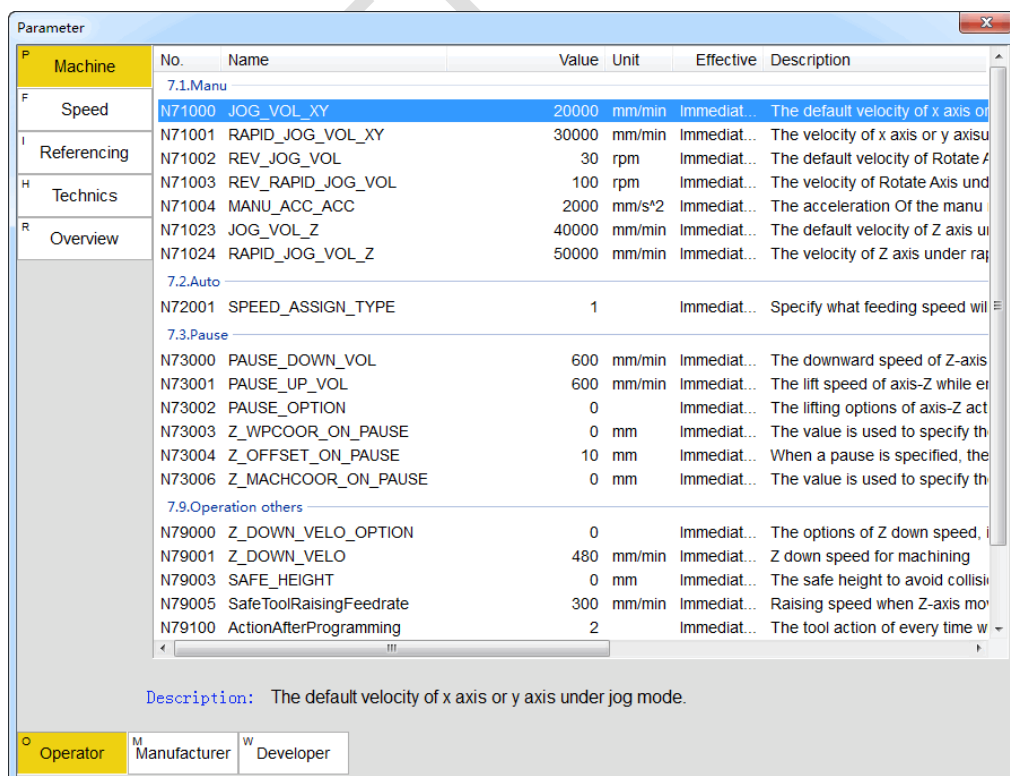 Parameter
P Machine
F Speed
I Referencing
H Technics
R Overview
No. Name Value Unit Effective Description
7.1.Manu
N71000 JOG_VOL_XY 20000 mm/min Immediat... The default velocity of x axis or
N71001 RAPID_JOG_VOL_XY 30000 mm/min Immediat... The velocity of x axis or y axisu
N71002 REV_JOG_VOL 30 rpm Immediat... The default velocity of Rotate A
N71003 REV_RAPID_JOG_VOL 100 rpm Immediat... The velocity of Rotate Axis und
N71004 MANU_ACC_ACC 2000 mm/s^2 Immediat... The acceleration Of the manu
N71023 JOG_VOL_Z 40000 mm/min Immediat... The default velocity of Z axis u
N71024 RAPID_JOG_VOL_Z 50000 mm/min Immediat... The velocity of Z axis under rap
7.2.Auto
N72001 SPEED_ASSIGN_TYPE 1 Immediat... Specify what feeding speed wil
7.3.Pause
N73000 PAUSE_DOWN_VOL 600 mm/min Immediat... The downward speed of Z-axis
N73001 PAUSE_UP_VOL 600 mm/min Immediat... The lift speed of axis-Z while er
N73002 PAUSE_OPTION 0 Immediat... The lifting options of axis-Z act
N73003 Z_WPCOOR_ON_PAUSE 0 mm Immediat... The value is used to specify th
N73004 Z_OFFSET_ON_PAUSE 10 mm Immediat... When a pause is specified, the
N73006 Z_MACHCOOR_ON_PAUSE 0 mm Immediat... The value is used to specify th
7.9.Operation others
N79000 Z_DOWN_VELO_OPTION 0 Immediat... The options of Z down speed, i
N79001 Z_DOWN_VELO 480 mm/min Immediat... Z down speed for machining
N79003 SAFE_HEIGHT 0 mm Immediat... The safe height to avoid collisi
N79005 SafeToolRaisingFeedrate 300 mm/min Immediat... Raising speed when Z-axis mov
N79100 ActionAfterProgramming 2 Immediat... The tool action of every time w
Description: The default velocity of x axis or y axis under jog mode.
O Operator M Manufacturer W Developer